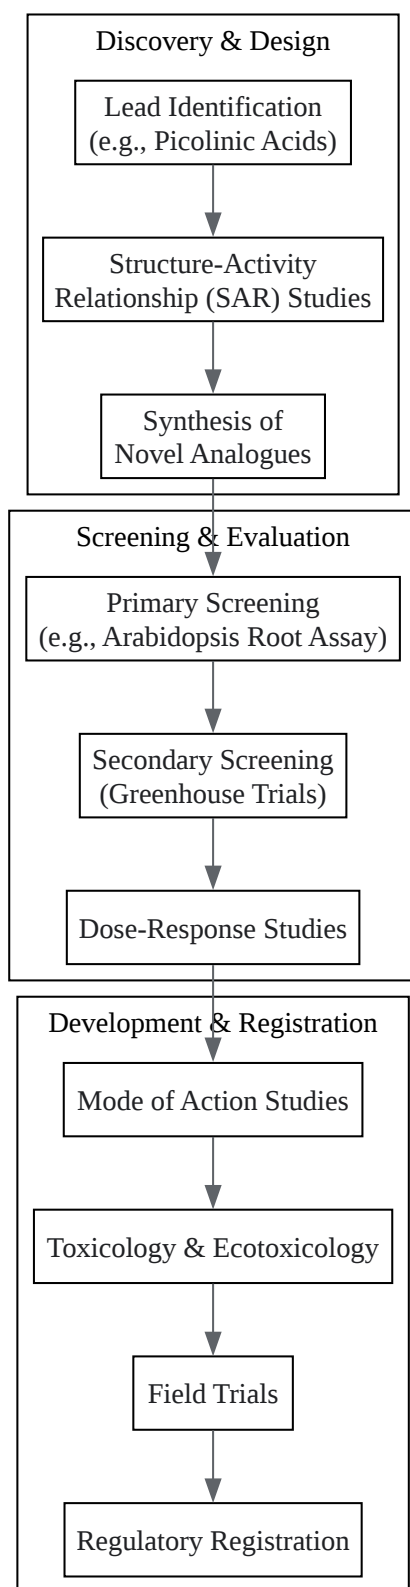 Discovery & Design
Lead Identification
(e.g., Picolinic Acids)
Structure-Activity
Relationship (SAR) Studies
Synthesis of
Novel Analogues
Screening & Evaluation
Primary Screening
(e.g., Arabidopsis Root Assay)
Secondary Screening
(Greenhouse Trials)
Dose-Response Studies
Development & Registration
Mode of Action Studies
Toxicology & Ecotoxicology
Field Trials
Regulatory Registration